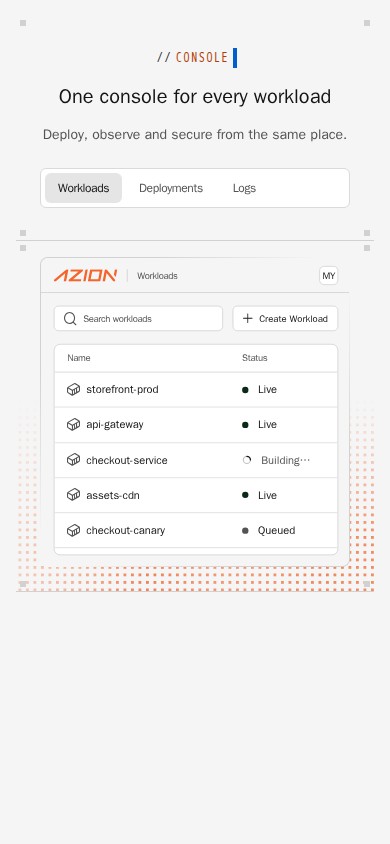 // CONSOLE
One console for every workload
Deploy, observe and secure from the same place.
Workloads Deployments Logs
AZION Workloads MY
Search workloads Create Workload
Name Status
storefront-prod Live
api-gateway Live
checkout-service Building···
assets-cdn Live
checkout-canary Queued